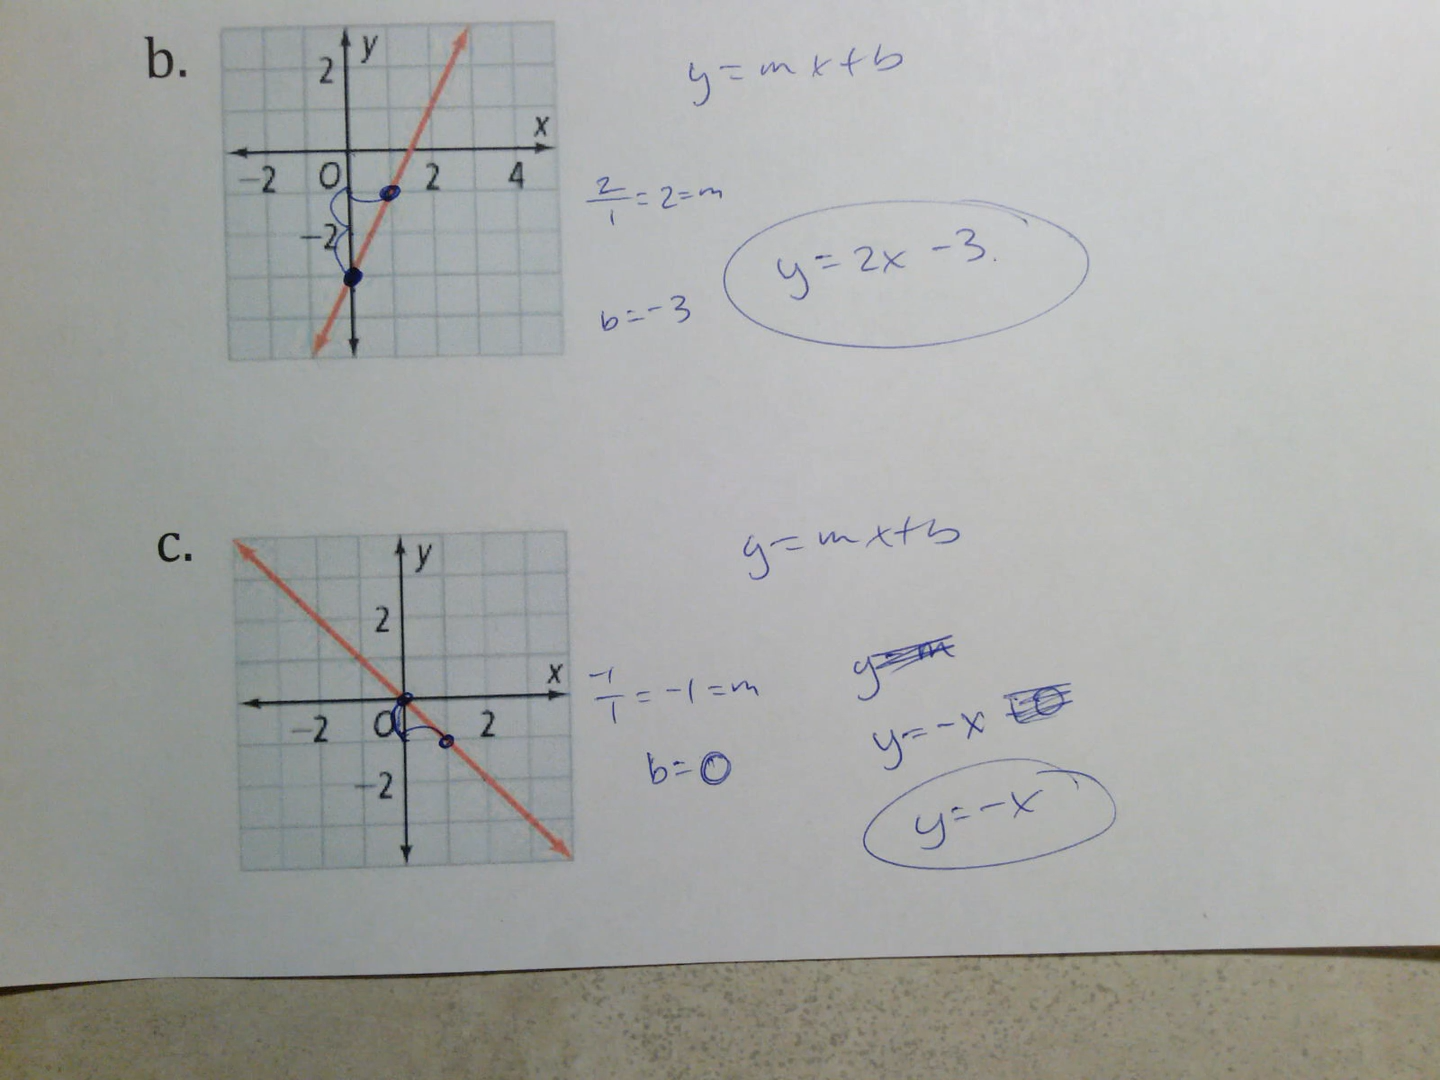 b.
y
2
x
-2 0 2 4
-2
y = mx+b
2/1 = 2 = m
b = -3
y = 2x - 3.
c.
y
2
x
-2 0 2
-2
y = mx+b
-1/1 = -1 = m
b = 0
y
y = -x
y = -x